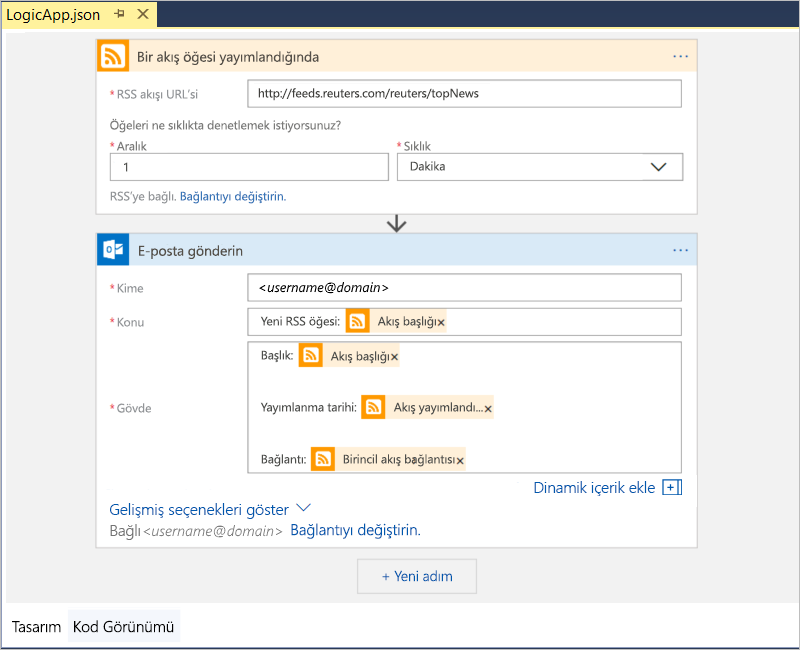 LogicApp.json
Bir akış öğesi yayımlandığında
* RSS akışı URL'si http://feeds.reuters.com/reuters/topNews
Öğeleri ne sıklıkta denetlemek istiyorsunuz?
* Aralık * Sıklık
1 Dakika
RSS'ye bağlı. Bağlantıyı değiştirin.
E-posta gönderin
* Kime <username@domain>
* Konu Yeni RSS öğesi: Akış başlığı×
Başlık: Akış başlığı×
* Gövde Yayımlanma tarihi: Akış yayımlandı...×
Bağlantı: Birincil akış bağlantısı×
Dinamik içerik ekle
Gelişmiş seçenekleri göster
Bağlı <username@domain> Bağlantıyı değiştirin.
+ Yeni adım
Tasarım Kod Görünümü